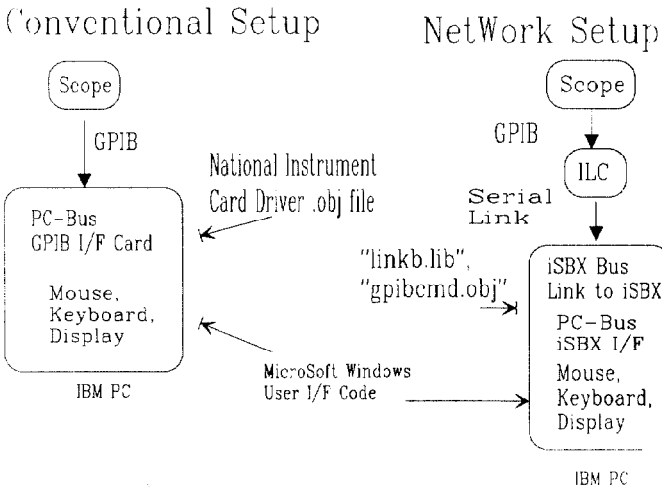 Conventional Setup
Scope
GPIB
PC-Bus
GPIB I/F Card
Mouse,
Keyboard,
Display
IBM PC
National Instrument
Card Driver .obj file
"linkb.lib",
"gpibcmd.obj"
MicroSoft Windows
User I/F Code
NetWork Setup
Scope
GPIB
ILC
Serial
Link
iSBX Bus
Link to iSBX
PC-Bus
iSBX I/F
Mouse,
Keyboard,
Display
IBM PC